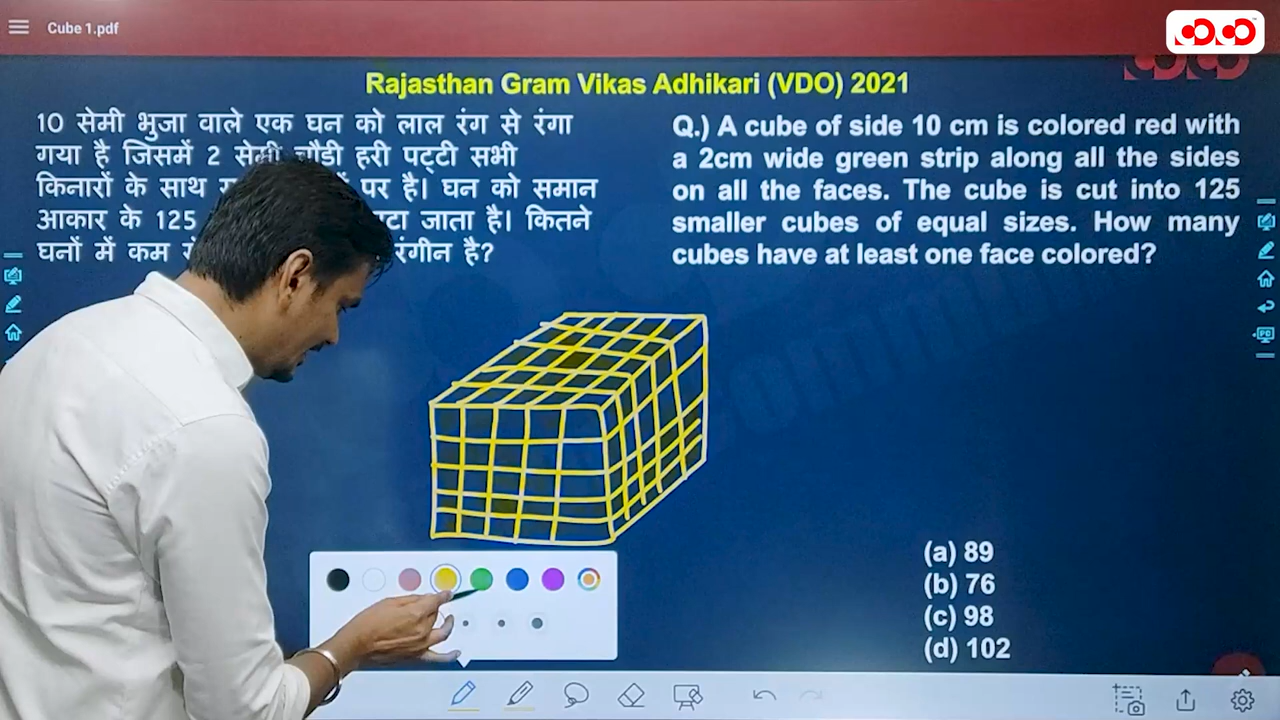 Cube 1.pdf
Rajasthan Gram Vikas Adhikari (VDO) 2021
10 सेमी भुजा वाले एक घन को लाल रंग से रंगा
गया है जिसमें 2 सेमी चौड़ी हरी पट्टी सभी
किनारों के साथ पर है। घन को समान
आकार के 125 जाता है। कितने
घनों में कम रंगीन है?
Q.) A cube of side 10 cm is colored red with
a 2cm wide green strip along all the sides
on all the faces. The cube is cut into 125
smaller cubes of equal sizes. How many
cubes have at least one face colored?
(a) 89
(b) 76
(c) 98
(d) 102